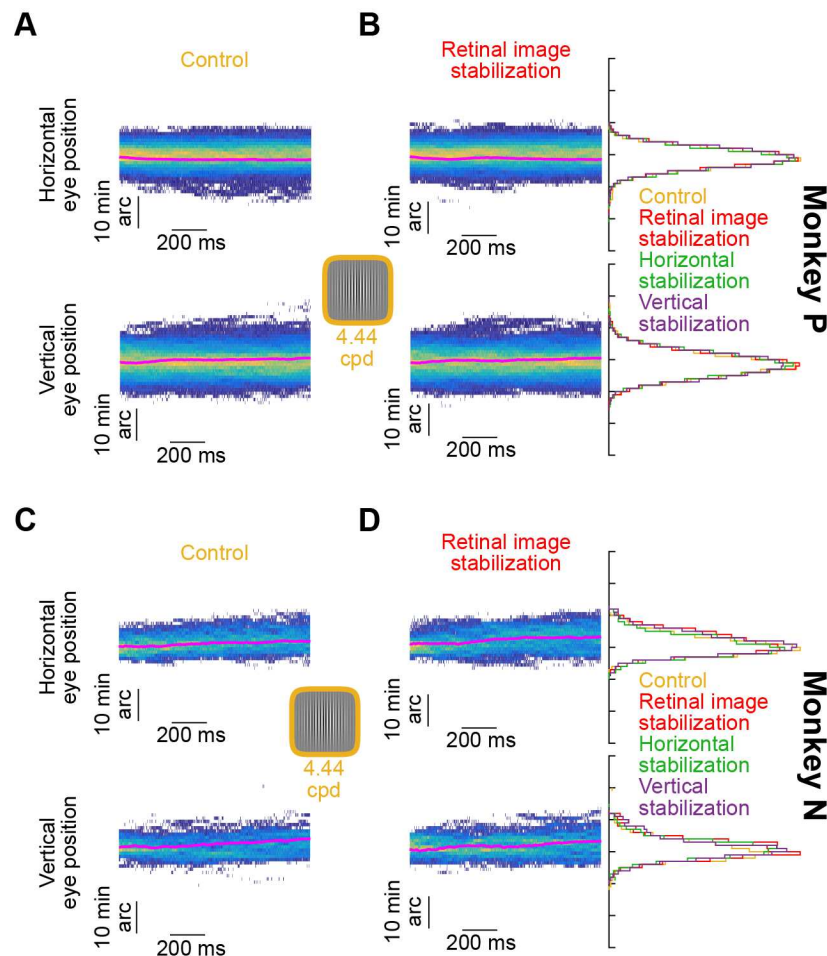 A
B
Control
Retinal image
stabilization
Horizontal
eye position
10 min
arc
200 ms
10 min
arc
200 ms
Control
Retinal image
stabilization
Horizontal
stabilization
Vertical
stabilization
Monkey P
4.44
cpd
Vertical
eye position
10 min
arc
200 ms
10 min
arc
200 ms
C
D
Control
Retinal image
stabilization
Horizontal
eye position
10 min
arc
200 ms
10 min
arc
200 ms
Control
Retinal image
stabilization
Horizontal
stabilization
Vertical
stabilization
Monkey N
4.44
cpd
Vertical
eye position
10 min
arc
200 ms
10 min
arc
200 ms